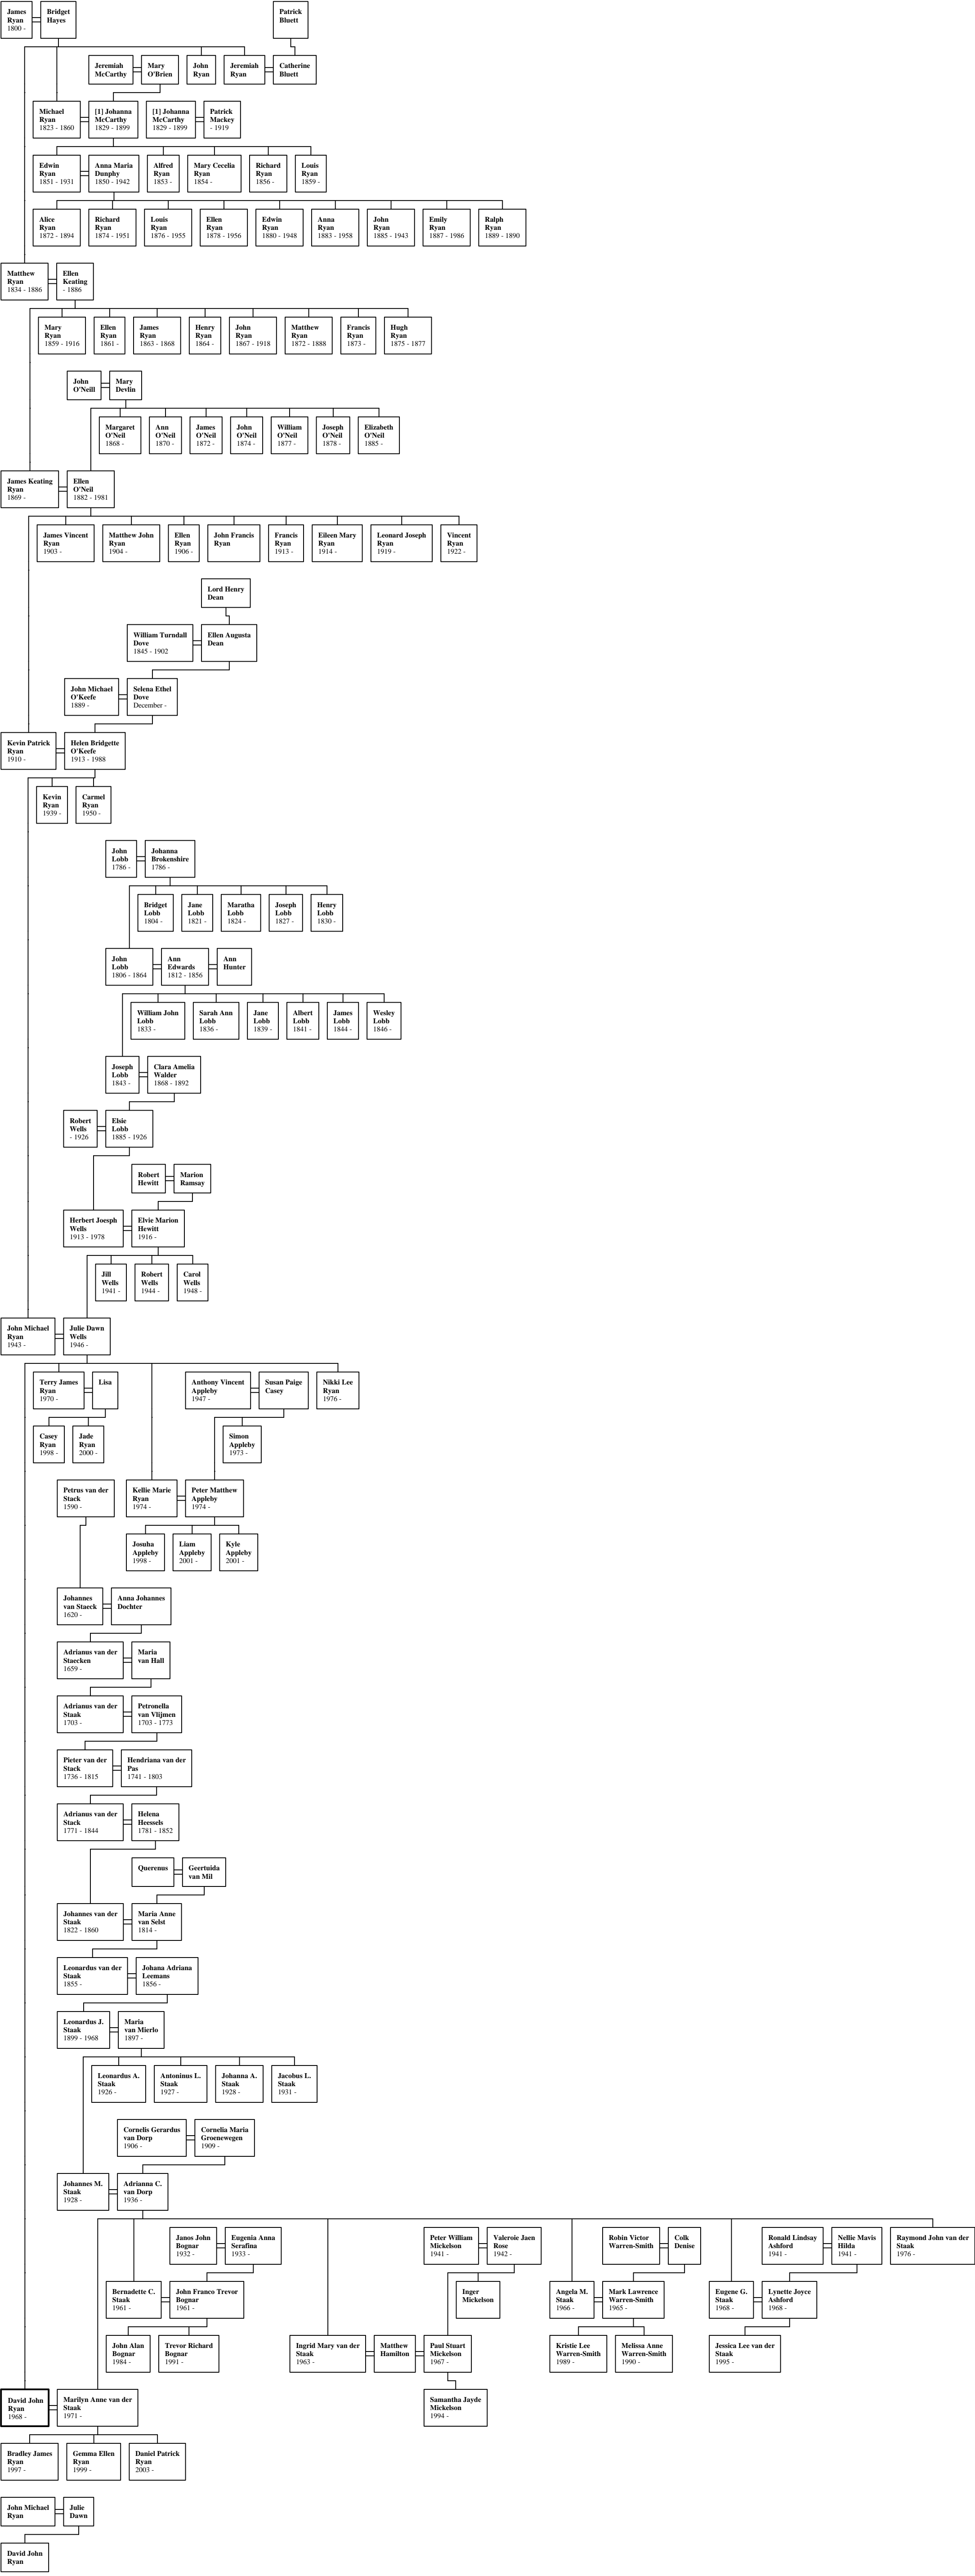 James
Ryan
1800 -
Bridget
Hayes
Patrick
Bluett
Jeremiah
McCarthy
Mary
O'Brien
John
Ryan
Jeremiah
Ryan
Catherine
Bluett
Michael
Ryan
1823 - 1860
[1] Johanna
McCarthy
1829 - 1899
[1] Johanna
McCarthy
1829 - 1899
Patrick
Mackey
- 1919
Edwin
Ryan
1851 - 1931
Anna Maria
Dunphy
1850 - 1942
Alfred
Ryan
1853 -
Mary Cecelia
Ryan
1854 -
Richard
Ryan
1856 -
Louis
Ryan
1859 -
Alice
Ryan
1872 - 1894
Richard
Ryan
1874 - 1951
Louis
Ryan
1876 - 1955
Ellen
Ryan
1878 - 1956
Edwin
Ryan
1880 - 1948
Anna
Ryan
1883 - 1958
John
Ryan
1885 - 1943
Emily
Ryan
1887 - 1986
Ralph
Ryan
1889 - 1890
Matthew
Ryan
1834 - 1886
Ellen
Keating
- 1886
Mary
Ryan
1859 - 1916
Ellen
Ryan
1861 -
James
Ryan
1863 - 1868
Henry
Ryan
1864 -
John
Ryan
1867 - 1918
Matthew
Ryan
1872 - 1888
Francis
Ryan
1873 -
Hugh
Ryan
1875 - 1877
John
O'Neill
Mary
Devlin
Margaret
O'Neil
1868 -
Ann
O'Neil
1870 -
James
O'Neil
1872 -
John
O'Neil
1874 -
William
O'Neil
1877 -
Joseph
O'Neil
1878 -
Elizabeth
O'Neil
1885 -
James Keating
Ryan
1869 -
Ellen
O'Neil
1882 - 1981
James Vincent
Ryan
1903 -
Matthew John
Ryan
1904 -
Ellen
Ryan
1906 -
John Francis
Ryan
Francis
Ryan
1913 -
Eileen Mary
Ryan
1914 -
Leonard Joseph
Ryan
1919 -
Vincent
Ryan
1922 -
Lord Henry
Dean
William Turndall
Dove
1845 - 1902
Ellen Augusta
Dean
John Michael
O'Keefe
1889 -
Selena Ethel
Dove
December -
Kevin Patrick
Ryan
1910 -
Helen Bridgette
O'Keefe
1913 - 1988
Kevin
Ryan
1939 -
Carmel
Ryan
1950 -
John
Lobb
1786 -
Johanna
Brokenshire
1786 -
Bridget
Lobb
1804 -
Jane
Lobb
1821 -
Maratha
Lobb
1824 -
Joseph
Lobb
1827 -
Henry
Lobb
1830 -
John
Lobb
1806 - 1864
Ann
Edwards
1812 - 1856
Ann
Hunter
William John
Lobb
1833 -
Sarah Ann
Lobb
1836 -
Jane
Lobb
1839 -
Albert
Lobb
1841 -
James
Lobb
1844 -
Wesley
Lobb
1846 -
Joseph
Lobb
1843 -
Clara Amelia
Walder
1868 - 1892
Robert
Wells
- 1926
Elsie
Lobb
1885 - 1926
Robert
Hewitt
Marion
Ramsay
Herbert Joesph
Wells
1913 - 1978
Elvie Marion
Hewitt
1916 -
Jill
Wells
1941 -
Robert
Wells
1944 -
Carol
Wells
1948 -
John Michael
Ryan
1943 -
Julie Dawn
Wells
1946 -
Terry James
Ryan
1970 -
Lisa
Anthony Vincent
Appleby
1947 -
Susan Paige
Casey
Nikki Lee
Ryan
1976 -
Casey
Ryan
1998 -
Jade
Ryan
2000 -
Simon
Appleby
1973 -
Petrus van der
Stack
1590 -
Kellie Marie
Ryan
1974 -
Peter Matthew
Appleby
1974 -
Josuha
Appleby
1998 -
Liam
Appleby
2001 -
Kyle
Appleby
2001 -
Johannes
van Staeck
1620 -
Anna Johannes
Dochter
Adrianus van der
Staecken
1659 -
Maria
van Hall
Adrianus van der
Staak
1703 -
Petronella
van Vlijmen
1703 - 1773
Pieter van der
Stack
1736 - 1815
Hendriana van der
Pas
1741 - 1803
Adrianus van der
Stack
1771 - 1844
Helena
Heessels
1781 - 1852
Querenus
Geertuida
van Mil
Johannes van der
Staak
1822 - 1860
Maria Anne
van Selst
1814 -
Leonardus van der
Staak
1855 -
Johana Adriana
Leemans
1856 -
Leonardus J.
Staak
1899 - 1968
Maria
van Mierlo
1897 -
Leonardus A.
Staak
1926 -
Antoninus L.
Staak
1927 -
Johanna A.
Staak
1928 -
Jacobus L.
Staak
1931 -
Cornelis Gerardus
van Dorp
1906 -
Cornelia Maria
Groenewegen
1909 -
Johannes M.
Staak
1928 -
Adrianna C.
van Dorp
1936 -
Janos John
Bognar
1932 -
Eugenia Anna
Serafina
1933 -
Peter William
Mickelson
1941 -
Valeroie Jaen
Rose
1942 -
Robin Victor
Warren-Smith
Colk
Denise
Ronald Lindsay
Ashford
1941 -
Nellie Mavis
Hilda
1941 -
Raymond John van der
Staak
1976 -
Bernadette C.
Staak
1961 -
John Franco Trevor
Bognar
1961 -
Inger
Mickelson
Angela M.
Staak
1966 -
Mark Lawrence
Warren-Smith
1965 -
Eugene G.
Staak
1968 -
Lynette Joyce
Ashford
1968 -
John Alan
Bognar
1984 -
Trevor Richard
Bognar
1991 -
Ingrid Mary van der
Staak
1963 -
Matthew
Hamilton
Paul Stuart
Mickelson
1967 -
Kristie Lee
Warren-Smith
1989 -
Melissa Anne
Warren-Smith
1990 -
Jessica Lee van der
Staak
1995 -
David John
Ryan
1968 -
Marilyn Anne van der
Staak
1971 -
Samantha Jayde
Mickelson
1994 -
Bradley James
Ryan
1997 -
Gemma Ellen
Ryan
1999 -
Daniel Patrick
Ryan
2003 -
John Michael
Ryan
Julie
Dawn
David John
Ryan